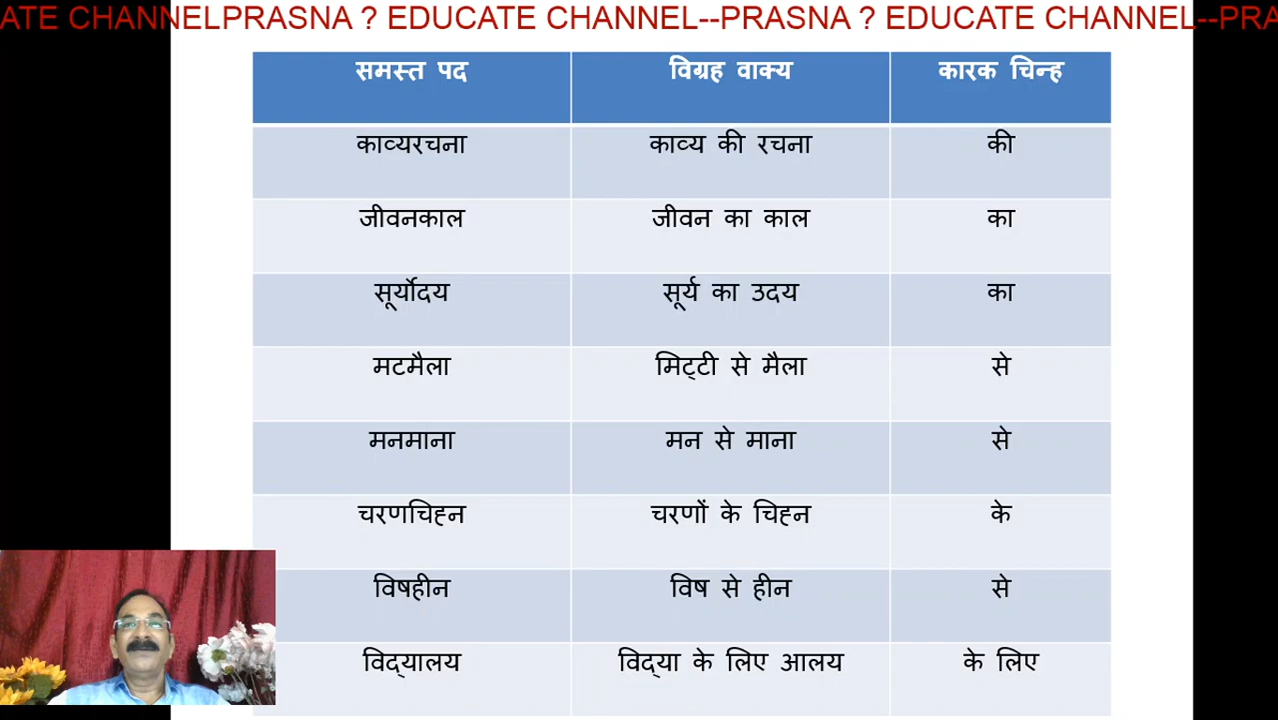 ATE CHANNELPRASNA ? EDUCATE CHANNEL--PRASNA ? EDUCATE CHANNEL--PRA
समस्त पद विग्रह वाक्य कारक चिन्ह
काव्यरचना काव्य की रचना की
जीवनकाल जीवन का काल का
सूर्योदय सूर्य का उदय का
मटमैला मिट्टी से मैला से
मनमाना मन से माना से
चरणचिह्न चरणों के चिह्न के
विषहीन विष से हीन से
विद्यालय विद्या के लिए आलय के लिए